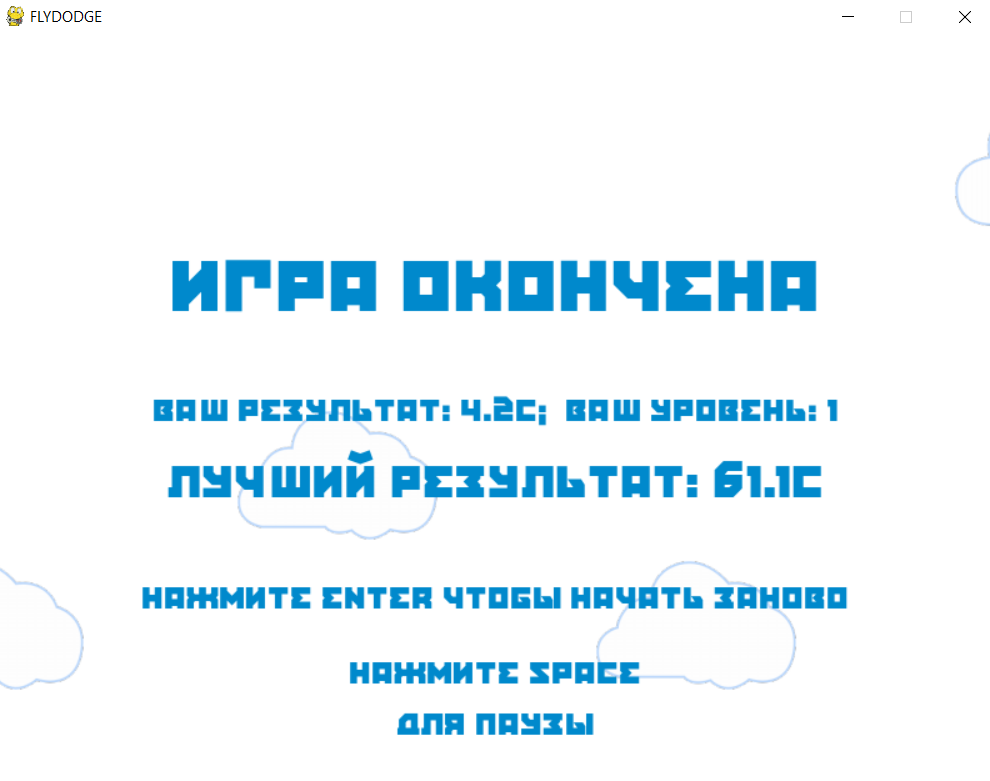 FLYDODGE
ИГРА ОКОНЧЕНА
ВАШ РЕЗУЛЬТАТ: 4.2С; ВАШ УРОВЕНЬ: 1
ЛУЧШИЙ РЕЗУЛЬТАТ: 61.1С
НАЖМИТЕ ENTER ЧТОБЫ НАЧАТЬ ЗАНОВО
НАЖМИТЕ SPACE
ДЛЯ ПАУЗЫ